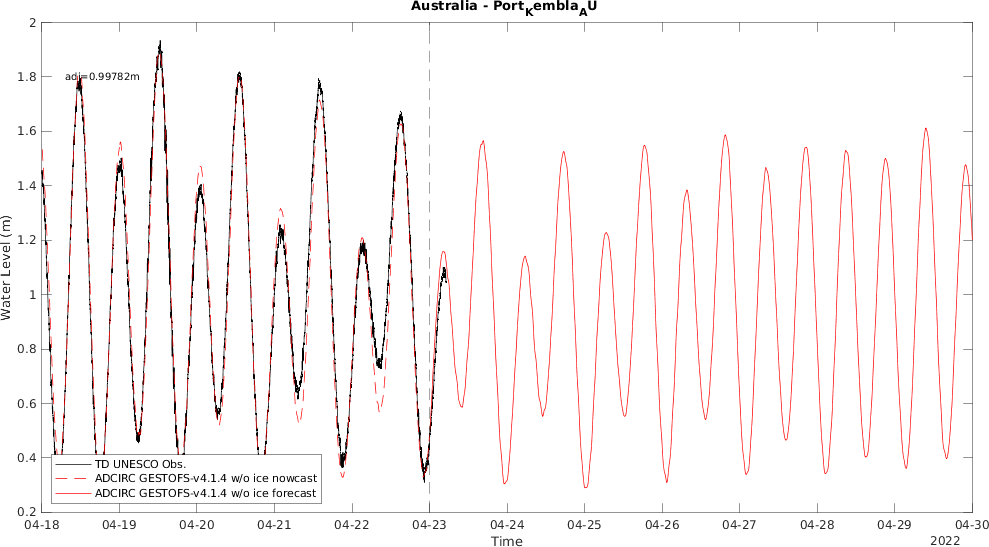 Australia - Port_Kembla_AU
2
1.8
1.6
1.4
1.2
1
0.8
0.6
0.4
0.2
Water Level (m)
adj=0.99782m
TD UNESCO Obs.
ADCIRC GESTOFS-v4.1.4 w/o ice nowcast
ADCIRC GESTOFS-v4.1.4 w/o ice forecast
04-18 04-19 04-20 04-21 04-22 04-23 04-24 04-25 04-26 04-27 04-28 04-29 04-30
Time
2022